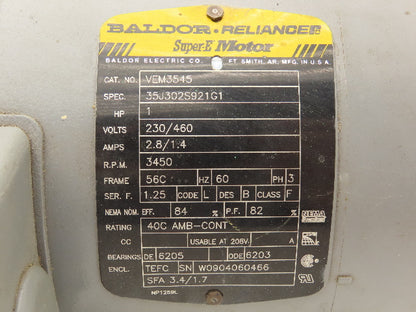 BALDOR • RELIANCE
Super-E Motor
BALDOR ELECTRIC CO. FT. SMITH, AR. MFG. IN U.S.A.
CAT. NO. VEM3545
SPEC. 35J302S921G1
HP 1
VOLTS 230/460
AMPS 2.8/1.4
R.P.M. 3450
FRAME 56C HZ 60 PH 3
SER. F. 1.25 CODE L DES B CLASS F
NEMA NOM. EFF. 84 % P.F. 82 %
RATING 40C AMB-CONT
CC USABLE AT 208V A
BEARINGS DE 6205 ODE 6203
ENCL. TEFC SN W0904060466
SFA 3.4/1.7
NP1259L